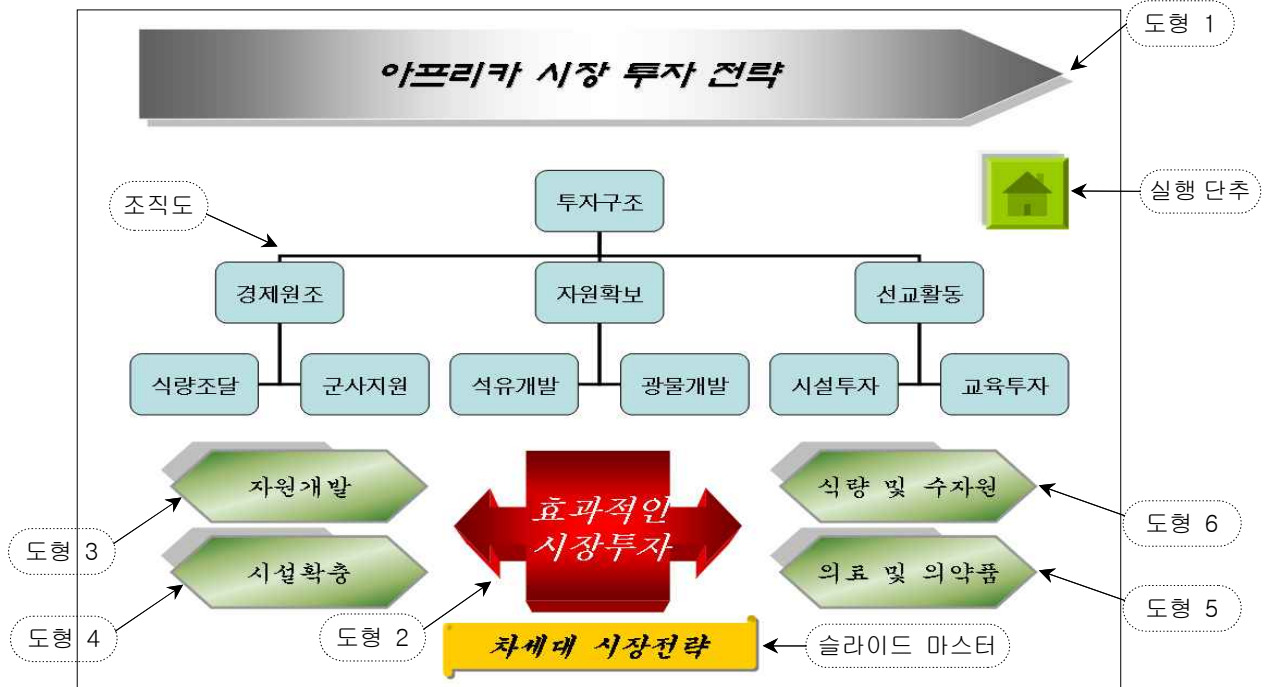 도형 1
아프리카 시장 투자 전략
실행 단추
조직도
투자구조
경제원조
자원확보
선교활동
식량조달
군사지원
석유개발
광물개발
시설투자
교육투자
자원개발
효과적인
시장투자
식량 및 수자원
도형 3
도형 6
시설확충
의료 및 의약품
도형 4
도형 2
도형 5
차세대 시장전략
슬라이드 마스터